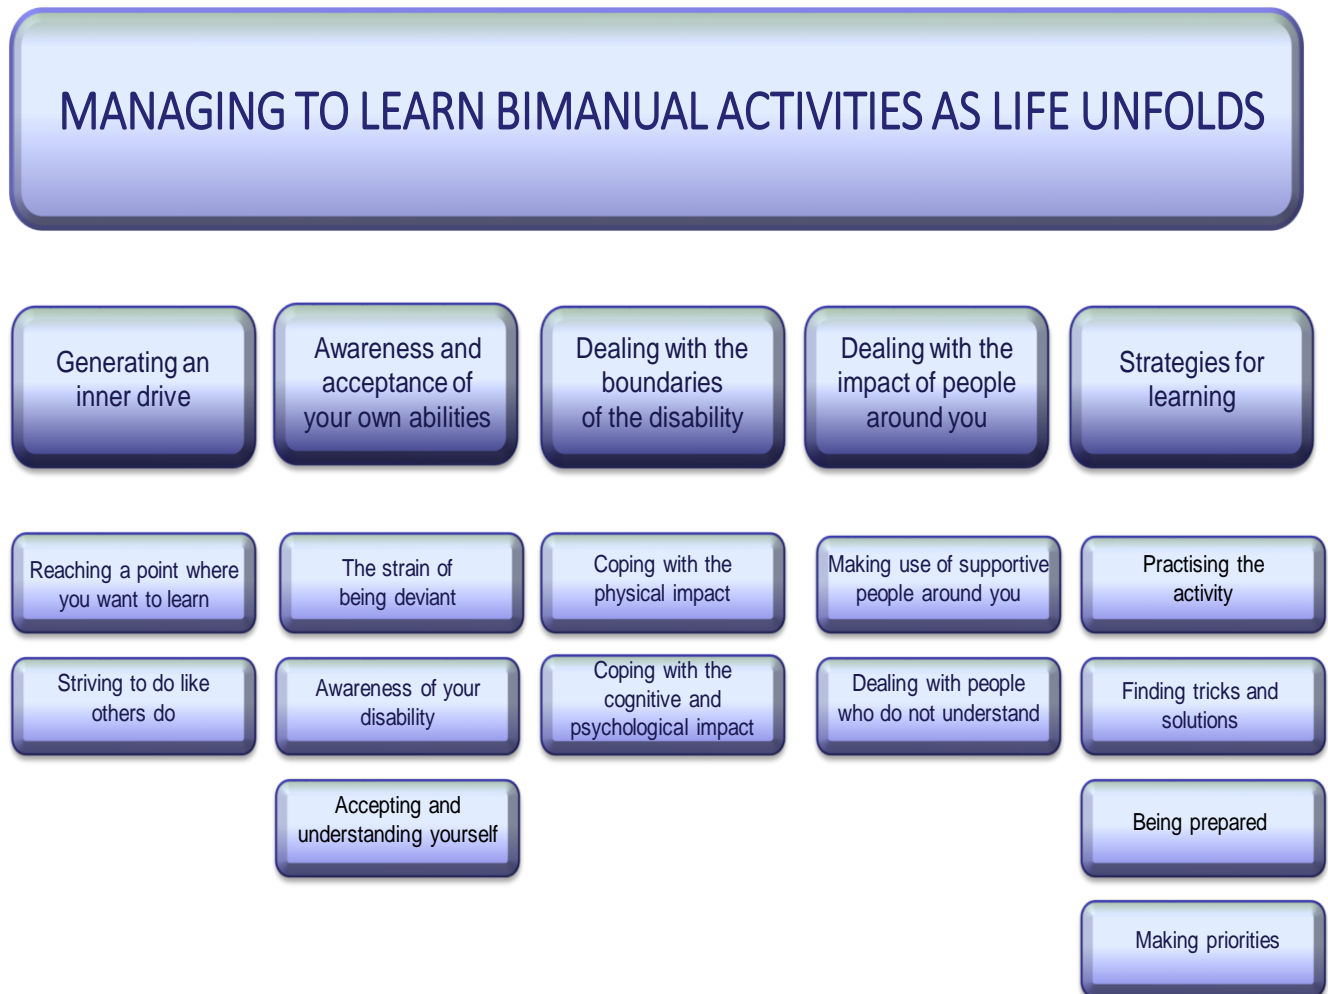 MANAGING TO LEARN BIMANUAL ACTIVITIES AS LIFE UNFOLDS
Generating an
inner drive
Awareness and
acceptance of
your own abilities
Dealing with the
boundaries
of the disability
Dealing with the
impact of people
around you
Strategies for
learning
Reaching a point where
you want to learn
The strain of
being deviant
Coping with the
physical impact
Making use of supportive
people around you
Practising the
activity
Striving to do like
others do
Awareness of your
disability
Coping with the
cognitive and
psychological impact
Dealing with people
who do not understand
Finding tricks and
solutions
Accepting and
understanding yourself
Being prepared
Making priorities